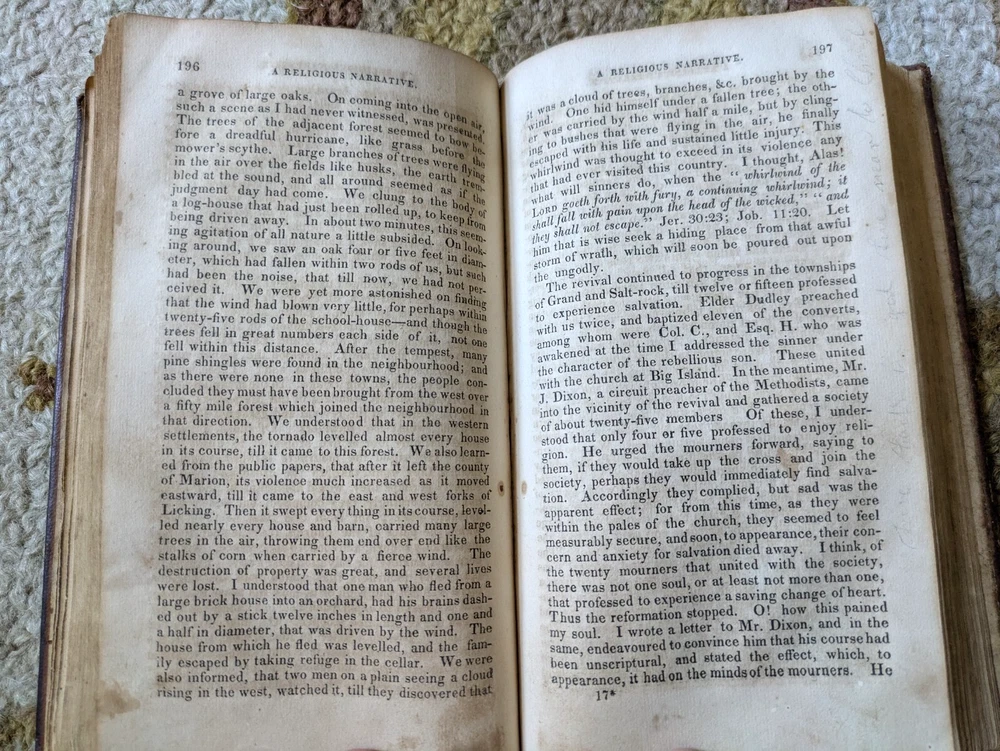 196
A RELIGIOUS NARRATIVE.
a grove of large oaks. On coming into the open air,
such a scene as I had never witnessed, was presented.
The trees of the adjacent forest seemed to bow be-
fore a dreadful hurricane, like grass before the
mower's scythe. Large branches of trees were flying
in the air over the fields like husks, the earth trem-
bled at the sound, and all around seemed as if the
judgment day had come. We clung to the body of
a log-house that had just been rolled up, to keep from
being driven away. In about two minutes, this seem-
ing agitation of all nature a little subsided. On look-
ing around, we saw an oak four or five feet in diam-
eter, which had fallen within two rods of us, but such
had been the noise, that till now, we had not per-
ceived it. We were yet more astonished on finding
that the wind had blown very little, for perhaps within
twenty-five rods of the school-house—and though the
trees fell in great numbers each side of it, not one
fell within this distance. After the tempest, many
pine shingles were found in the neighbourhood; and
as there were none in these towns, the people con-
cluded they must have been brought from the west over
a fifty mile forest which joined the neighbourhood in
that direction. We understood that in the western
settlements, the tornado levelled almost every house
in its course, till it came to this forest. We also learn-
ed from the public papers, that after it left the county
of Marion, its violence much increased as it moved
eastward, till it came to the east and west forks of
Licking. Then it swept every thing in its course, level-
led nearly every house and barn, carried many large
trees in the air, throwing them end over end like the
stalks of corn when carried by a fierce wind. The
destruction of property was great, and several lives
were lost. I understood that one man who fled from a
large brick house into an orchard, had his brains dash-
ed out by a stick twelve inches in length and one and
a half in diameter, that was driven by the wind. The
house from which he fled was levelled, and the fam-
ily escaped by taking refuge in the cellar. We were
also informed, that two men on a plain seeing a cloud
rising in the west, watched it, till they discovered that
A RELIGIOUS NARRATIVE.
197
it was a cloud of trees, branches, &c. brought by the
wind. One hid himself under a fallen tree; the oth-
er was carried by the wind half a mile, but by cling-
ing to bushes that were flying in the air, he finally
escaped with his life and sustained little injury. This
whirlwind was thought to exceed in its violence any
that had ever visited this country. I thought, Alas!
what will sinners do, when the "whirlwind of the
LORD goeth forth with fury, a continuing whirlwind; it
shall fall with pain upon the head of the wicked," "and
they shall not escape." Jer. 30:23; Job. 11:20. Let
him that is wise seek a hiding place from that awful
storm of wrath, which will soon be poured out upon
the ungodly.
The revival continued to progress in the townships
of Grand and Salt-rock, till twelve or fifteen professed
to experience salvation. Elder Dudley preached
with us twice, and baptized eleven of the converts,
among whom were Col. C., and Esq. H. who was
awakened at the time I addressed the sinner under
the character of the rebellious son. These united
with the church at Big Island. In the meantime, Mr.
J. Dixon, a circuit preacher of the Methodists, came
into the vicinity of the revival and gathered a society
of about twenty-five members Of these, I under-
stood that only four or five professed to enjoy reli-
gion. He urged the mourners forward, saying to
them, if they would take up the cross and join the
society, perhaps they would immediately find salva-
tion. Accordingly they complied, but sad was the
apparent effect; for from this time, as they were
within the pales of the church, they seemed to feel
measurably secure, and soon, to appearance, their con-
cern and anxiety for salvation died away. I think, of
the twenty mourners that united with the society,
there was not one soul, or at least not more than one,
that professed to experience a saving change of heart.
Thus the reformation stopped. O! how this pained
my soul. I wrote a letter to Mr. Dixon, and in the
same, endeavoured to convince him that his course had
been unscriptural, and stated the effect, which, to
appearance, it had on the minds of the mourners. He
17*